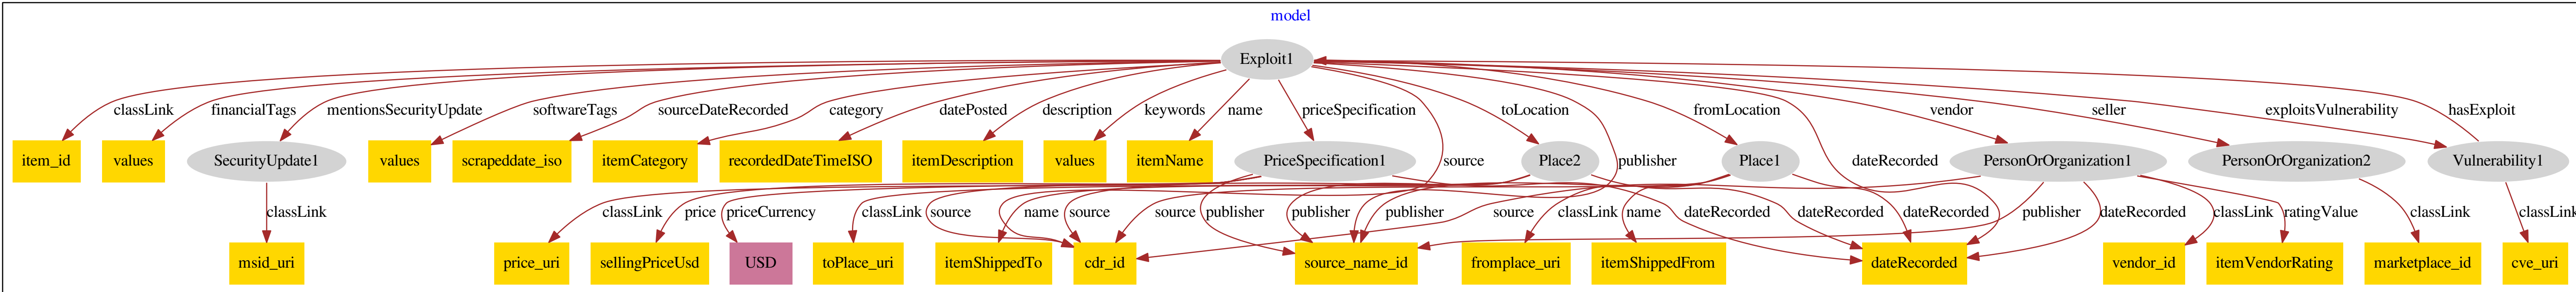 model
Exploit1
classLink
financialTags
mentionsSecurityUpdate
softwareTags
sourceDateRecorded
category
datePosted
description
keywords
name
priceSpecification
toLocation
fromLocation
vendor
seller
exploitsVulnerability
hasExploit
item_id
values
SecurityUpdate1
values
scrapeddate_iso
itemCategory
recordedDateTimeISO
itemDescription
values
itemName
PriceSpecification1
source
Place2
publisher
Place1
dateRecorded
PersonOrOrganization1
PersonOrOrganization2
Vulnerability1
classLink
classLink
price
priceCurrency
classLink
source
name
source
source
publisher
publisher
publisher
source
classLink
name
dateRecorded
dateRecorded
dateRecorded
publisher
dateRecorded
classLink
ratingValue
classLink
classLink
msid_uri
price_uri
sellingPriceUsd
USD
toPlace_uri
itemShippedTo
cdr_id
source_name_id
fromplace_uri
itemShippedFrom
dateRecorded
vendor_id
itemVendorRating
marketplace_id
cve_uri